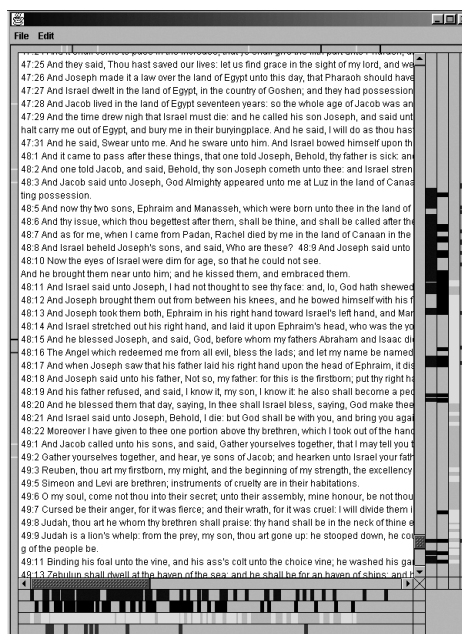 File Edit
47:25 And they said, Thou hast saved our lives: let us find grace in the sight of my lord, and we
47:26 And Joseph made it a law over the land of Egypt unto this day, that Pharaoh should have
47:27 And Israel dwelt in the land of Egypt, in the country of Goshen; and they had possession
47:28 And Jacob lived in the land of Egypt seventeen years: so the whole age of Jacob was an
47:29 And the time drew nigh that Israel must die: and he called his son Joseph, and said unt
halt carry me out of Egypt, and bury me in their buryingplace. And he said, I will do as thou has
47:31 And he said, Swear unto me. And he sware unto him. And Israel bowed himself upon th
48:1 And it came to pass after these things, that one told Joseph, Behold, thy father is sick: and
48:2 And one told Jacob, and said, Behold, thy son Joseph cometh unto thee: and Israel stren
48:3 And Jacob said unto Joseph, God Almighty appeared unto me at Luz in the land of Canaa
ting possession.
48:5 And now thy two sons, Ephraim and Manasseh, which were born unto thee in the land of
48:6 And thy issue, which thou begettest after them, shall be thine, and shall be called after the
48:7 And as for me, when I came from Padan, Rachel died by me in the land of Canaan in the
48:8 And Israel beheld Joseph's sons, and said, Who are these? 48:9 And Joseph said unto
48:10 Now the eyes of Israel were dim for age, so that he could not see.
And he brought them near unto him; and he kissed them, and embraced them.
48:11 And Israel said unto Joseph, I had not thought to see thy face: and, lo, God hath shewed
48:12 And Joseph brought them out from between his knees, and he bowed himself with his f
48:13 And Joseph took them both, Ephraim in his right hand toward Israel's left hand, and Man
48:14 And Israel stretched out his right hand, and laid it upon Ephraim's head, who was the yo
48:15 And he blessed Joseph, and said, God, before whom my fathers Abraham and Isaac di
48:16 The Angel which redeemed me from all evil, bless the lads; and let my name be named
48:17 And when Joseph saw that his father laid his right hand upon the head of Ephraim, it dis
48:18 And Joseph said unto his father, Not so, my father: for this is the firstborn; put thy right ha
48:19 And his father refused, and said, I know it, my son, I know it: he also shall become a peo
48:20 And he blessed them that day, saying, In thee shall Israel bless, saying, God make thee
48:21 And Israel said unto Joseph, Behold, I die: but God shall be with you, and bring you agai
48:22 Moreover I have given to thee one portion above thy brethren, which I took out of the hand
49:1 And Jacob called unto his sons, and said, Gather yourselves together, that I may tell you t
49:2 Gather yourselves together, and hear, ye sons of Jacob; and hearken unto Israel your fath
49:3 Reuben, thou art my firstborn, my might, and the beginning of my strength, the excellency
49:5 Simeon and Levi are brethren; instruments of cruelty are in their habitations.
49:6 O my soul, come not thou into their secret; unto their assembly, mine honour, be not thou
49:7 Cursed be their anger, for it was fierce; and their wrath, for it was cruel: I will divide them i
49:8 Judah, thou art he whom thy brethren shall praise: thy hand shall be in the neck of thine e
49:9 Judah is a lion's whelp: from the prey, my son, thou art gone up: he stooped down, he cou
g of the people be.
49:11 Binding his foal unto the vine, and his ass's colt unto the choice vine; he washed his gar
49:13 Zebulun shall dwell at the haven of the sea; and he shall be for an haven of ships; and h